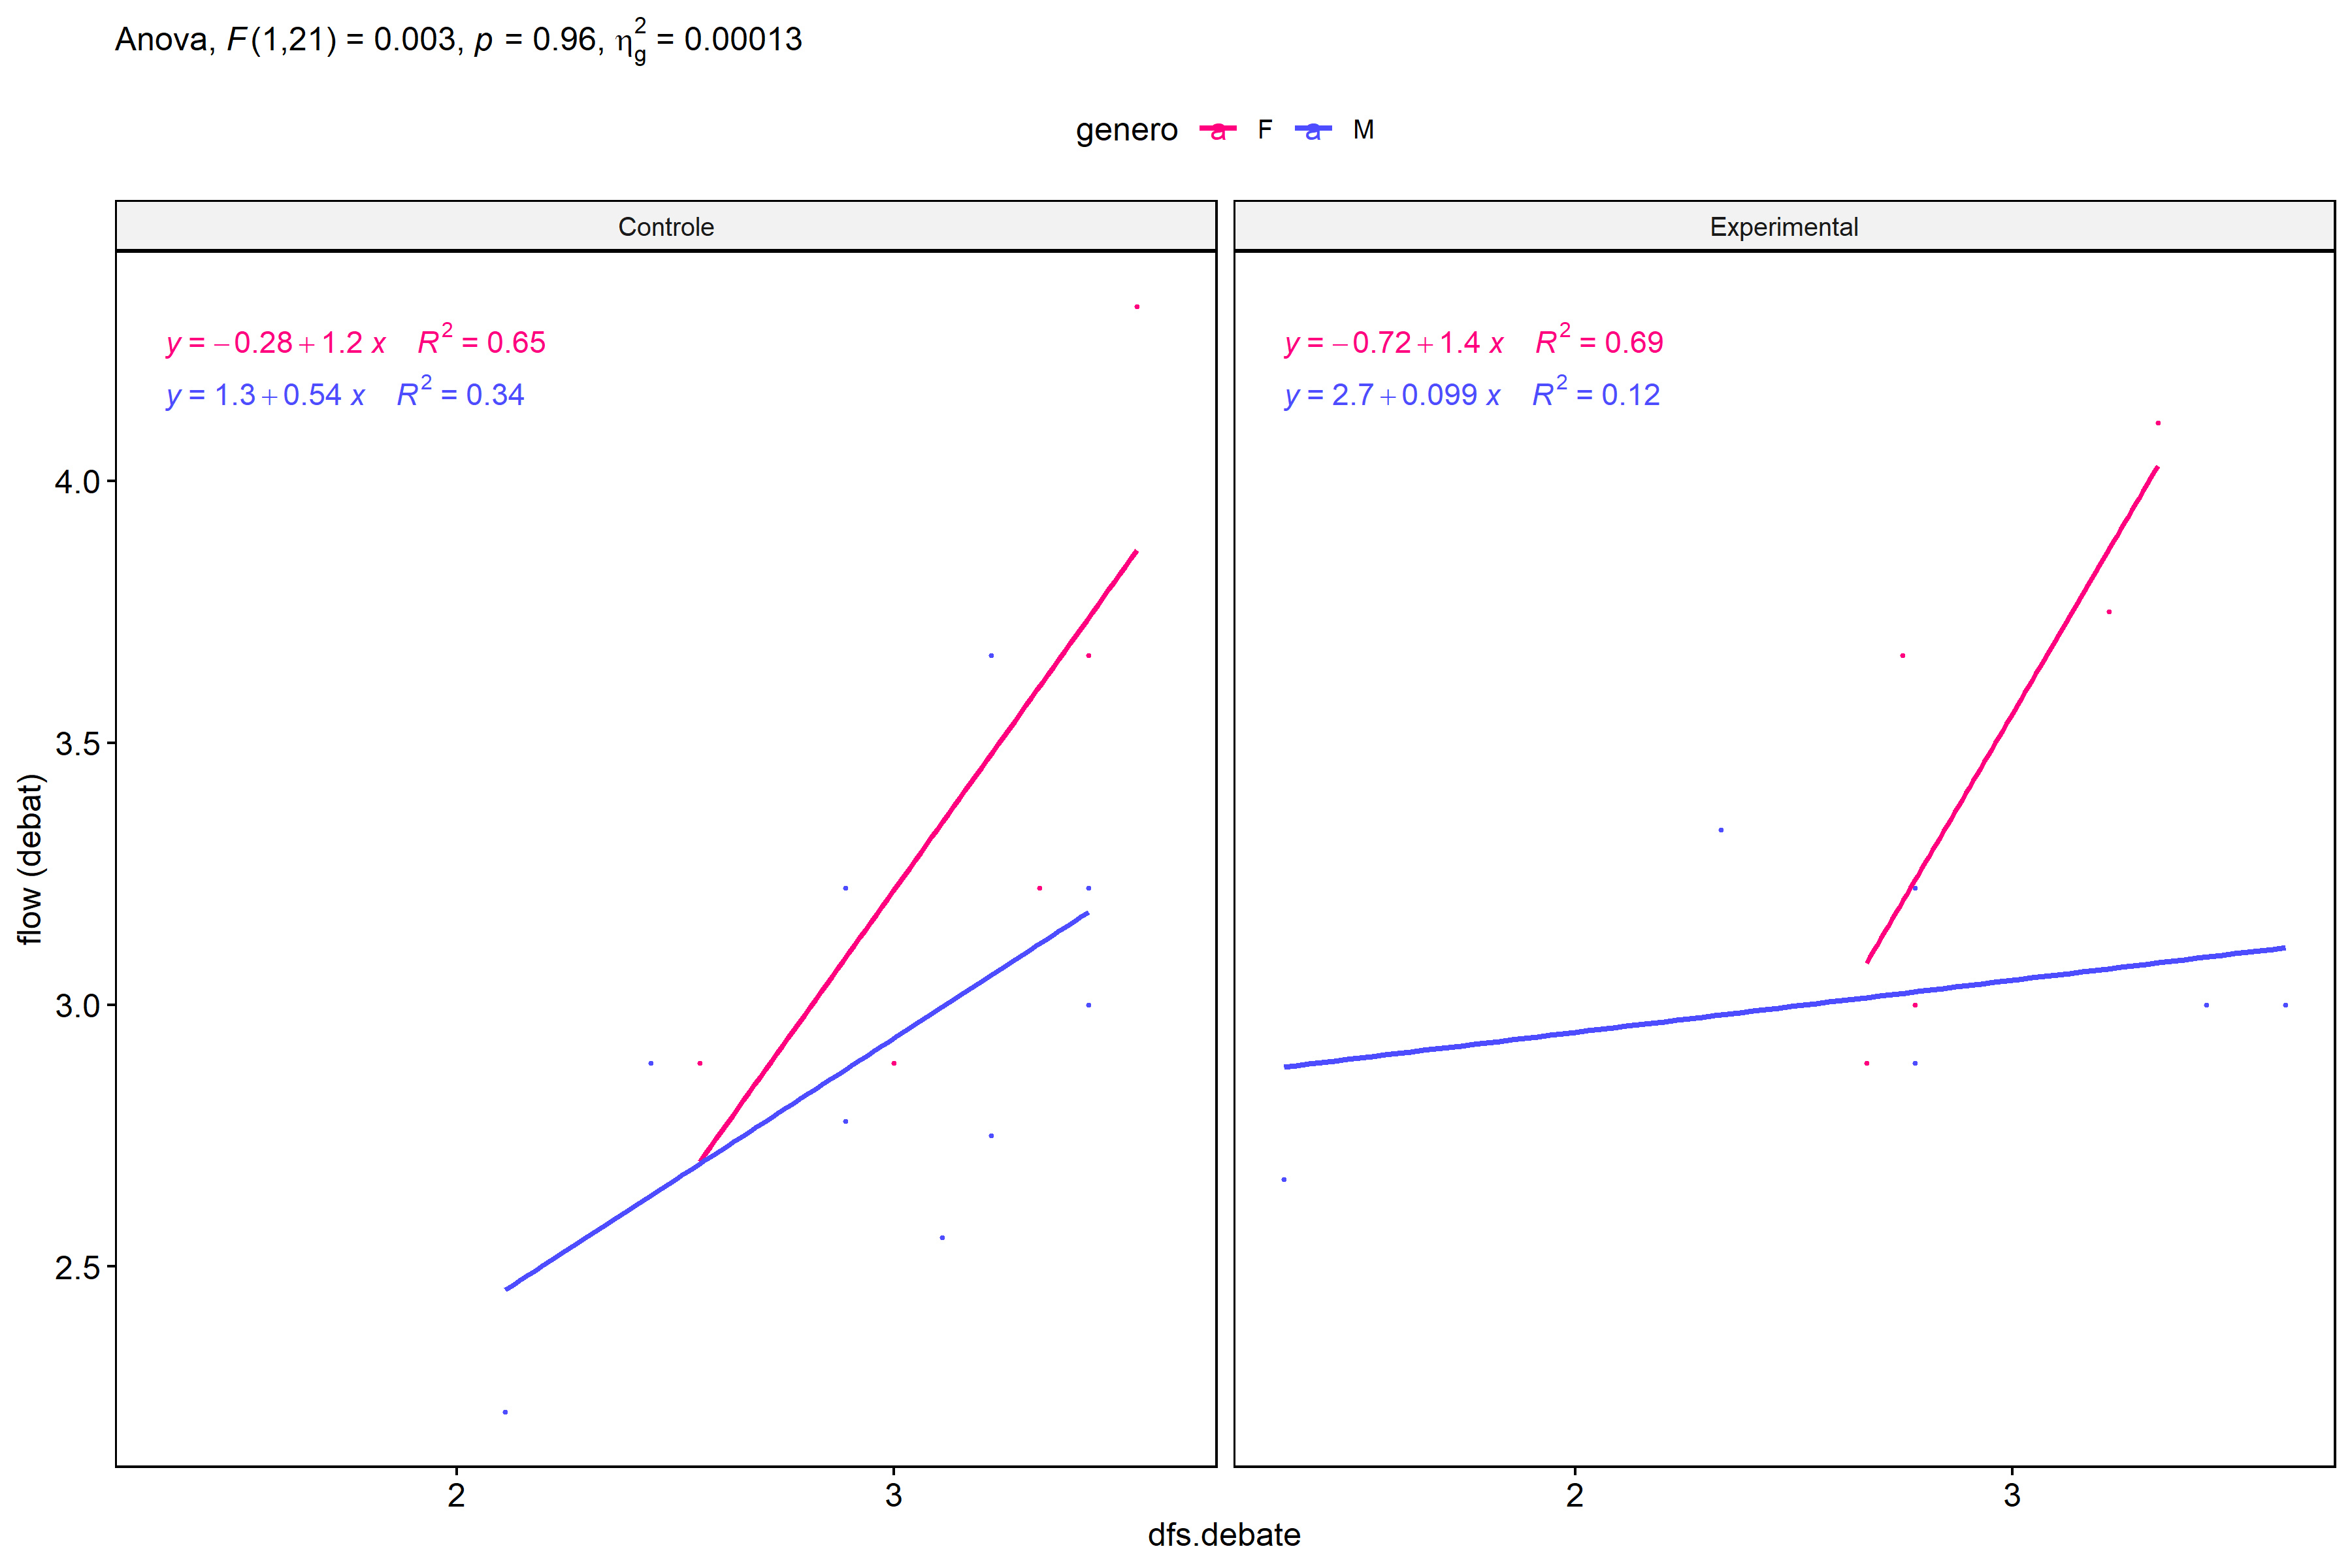 Anova, F(1,21) = 0.003, p = 0.96, η²g = 0.00013
genero a F a M
Controle
Experimental
y = −0.28 + 1.2 x R² = 0.65
y = 1.3 + 0.54 x R² = 0.34
y = −0.72 + 1.4 x R² = 0.69
y = 2.7 + 0.099 x R² = 0.12
4.0
3.5
3.0
2.5
flow (debat)
2 3
2 3
dfs.debate